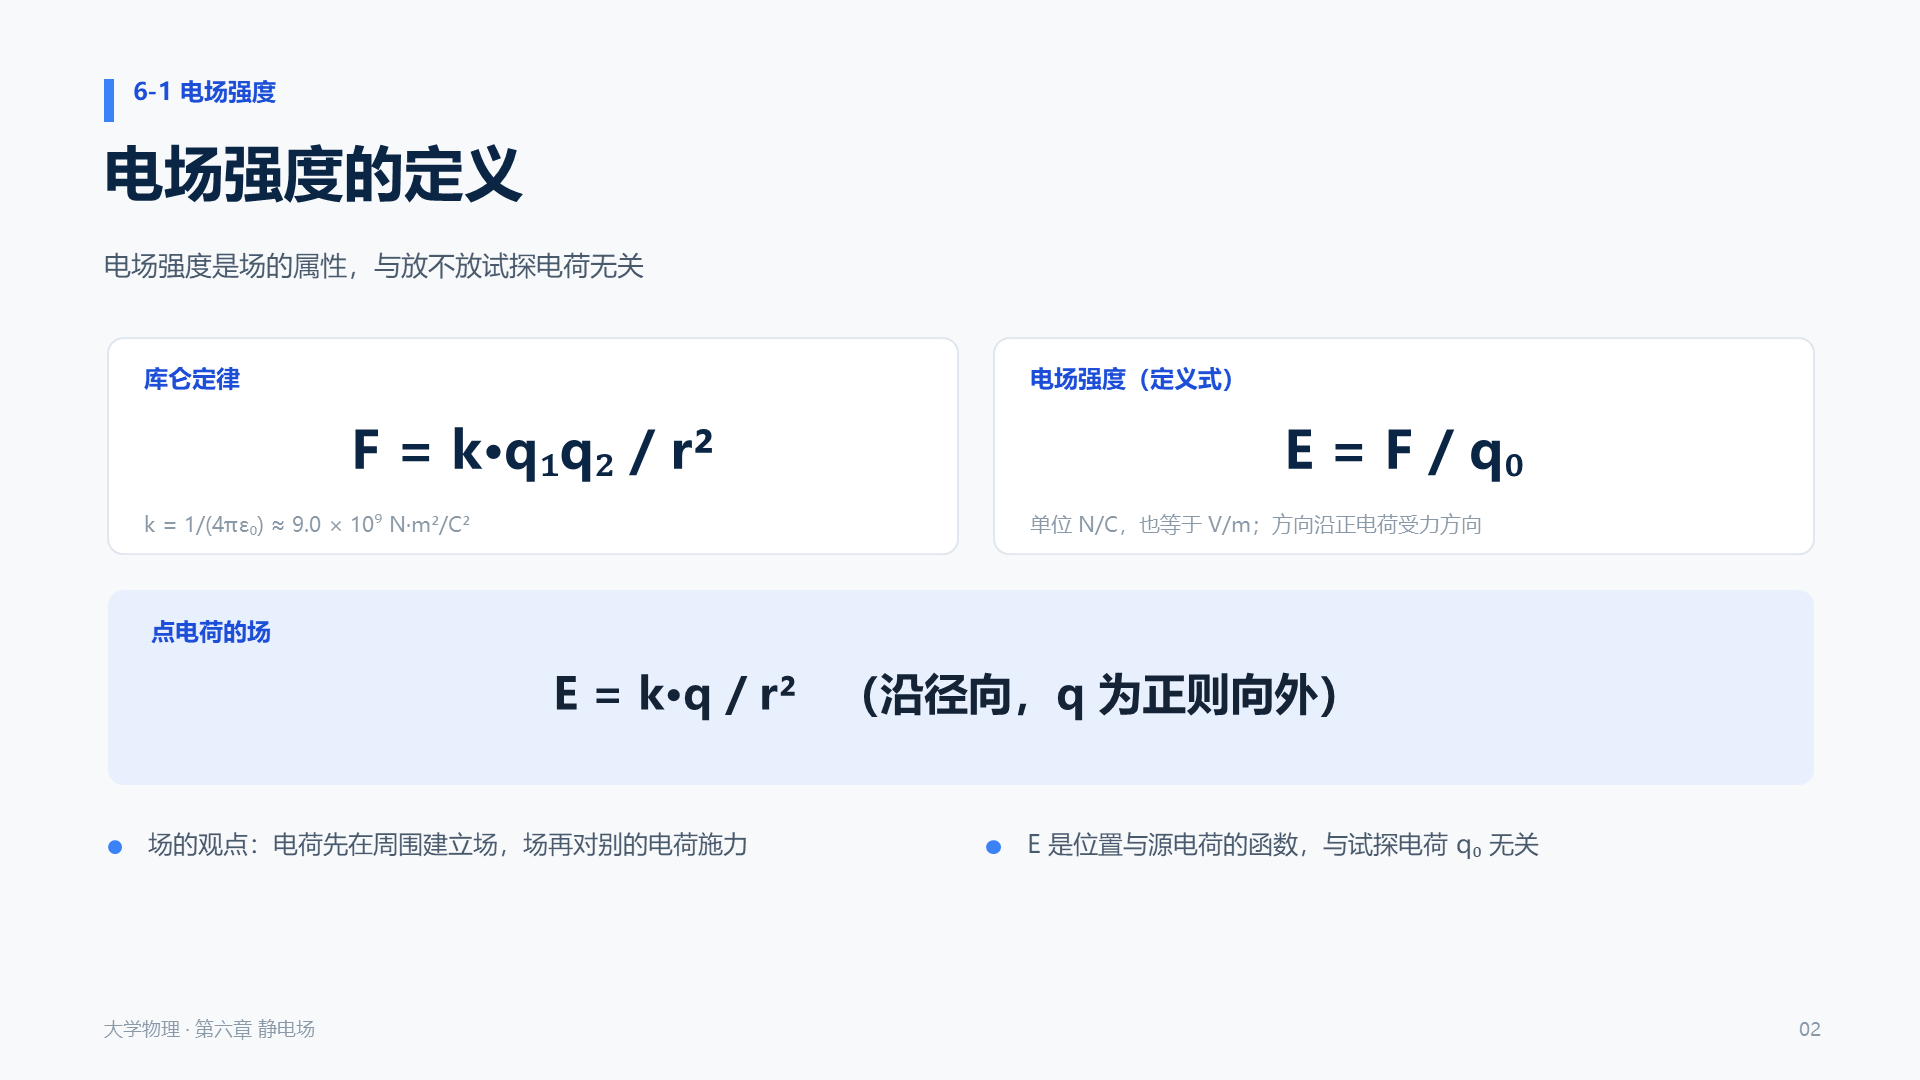 6-1 电场强度
电场强度的定义
电场强度是场的属性，与放不放试探电荷无关
库仑定律
F = k•q₁q₂ / r²
k = 1/(4πε₀) ≈ 9.0 × 10⁹ N·m²/C²
电场强度（定义式）
E = F / q₀
单位 N/C，也等于 V/m；方向沿正电荷受力方向
点电荷的场
E = k•q / r² （沿径向，q 为正则向外）
场的观点：电荷先在周围建立场，场再对别的电荷施力
E 是位置与源电荷的函数，与试探电荷 q₀ 无关
大学物理 · 第六章 静电场
02